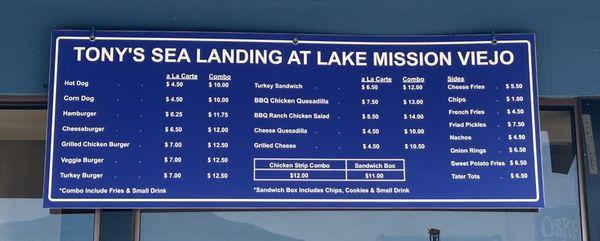 TONY'S SEA LANDING AT LAKE MISSION VIEJO
a La Carte Combo
Hot Dog $ 4.50 $ 10.00
Corn Dog $ 4.50 $ 10.00
Hamburger $ 6.25 $ 11.75
Cheeseburger $ 6.50 $ 12.00
Grilled Chicken Burger $ 7.00 $ 12.50
Veggie Burger $ 7.00 $ 12.50
Turkey Burger $ 7.00 $ 12.50
*Combo Include Fries & Small Drink
a La Carte Combo
Turkey Sandwich $ 6.50 $ 12.00
BBQ Chicken Quesadilla $ 7.50 $ 13.00
BBQ Ranch Chicken Salad $ 8.50 $ 14.00
Cheese Quesadilla $ 4.50 $ 10.00
Grilled Cheese $ 4.50 $ 10.50
Chicken Strip Combo Sandwich Box
$12.00 $11.00
*Sandwich Box Includes Chips, Cookies & Small Drink
Sides
Cheese Fries $ 5.50
Chips $ 1.00
French Fries $ 4.50
Fried Pickles $ 7.50
Nachos $ 4.50
Onion Rings $ 6.50
Sweet Potato Fries $ 6.50
Tater Tots $ 6.50